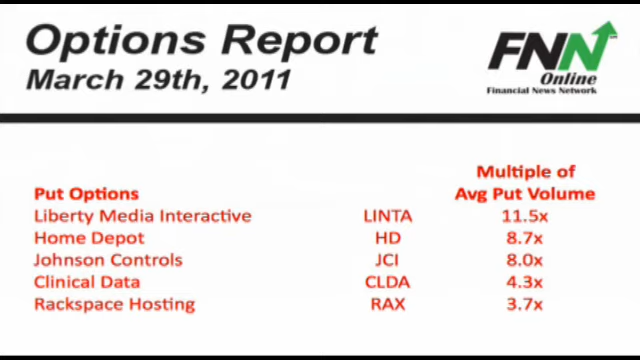 Options Report
March 29th, 2011
FNN
Online
Financial News Network
Multiple of
Put Options Avg Put Volume
Liberty Media Interactive LINTA 11.5x
Home Depot HD 8.7x
Johnson Controls JCI 8.0x
Clinical Data CLDA 4.3x
Rackspace Hosting RAX 3.7x